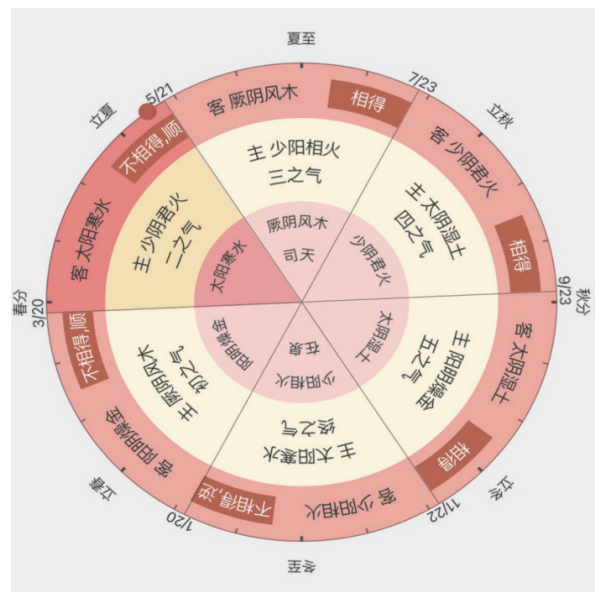 夏至
7/23
立秋
9/23
秋分
立冬
11/22
冬至
1/20
立春
3/20
春分
立夏
5/21
客 厥阴风木
相得
主 少阳相火
三之气
厥阴风木
司天
客 少阴君火
相得
主 太阴湿土
四之气
少阴君火
客 太阴湿土
相得
主 阳明燥金
五之气
太阴湿土
客 少阳相火
不相得,逆
主 太阳寒水
终之气
在泉
少阳相火
客 阳明燥金
不相得,顺
主 厥阴风木
初之气
阳明燥金
客 太阳寒水
不相得,顺
主 少阴君火
二之气
太阳寒水